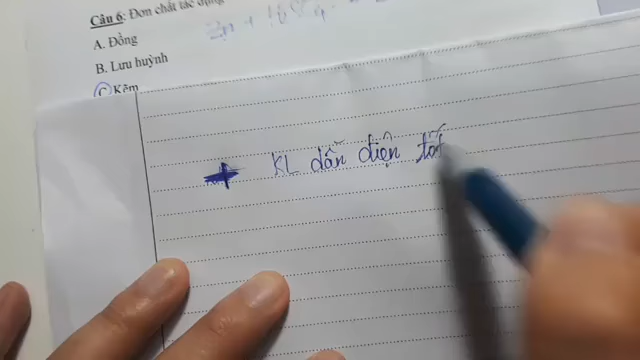 Câu 6: Đơn chất tác dụng
A. Đồng
B. Lưu huỳnh
C. Kẽm
+ KL dẫn điện tốt